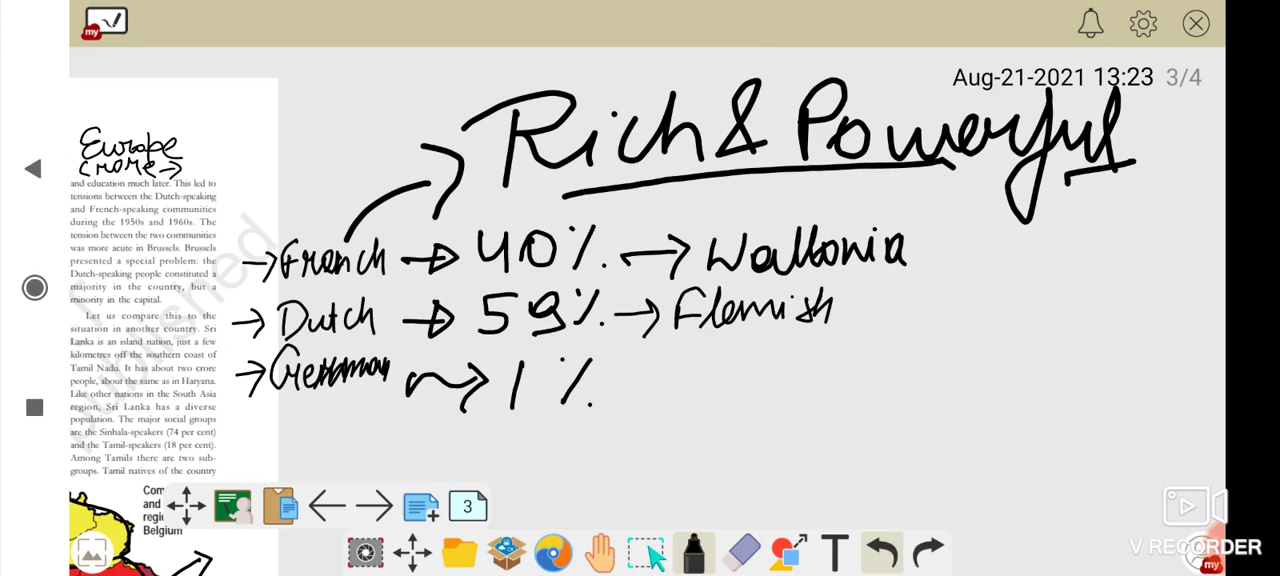 Aug-21-2021 13:23 3/4
Rich & Powerful
Europe
and education much later. This led to
tensions between the Dutch-speaking
and French-speaking communities
during the 1950s and 1960s. The
tension between the two communities
was more acute in Brussels. Brussels
presented a special problem: the
Dutch-speaking people constituted a
majority in the country, but a
minority in the capital.
Let us compare this to the
situation in another country. Sri
Lanka is an island nation, just a few
kilometres off the southern coast of
Tamil Nadu. It has about two crore
people, about the same as in Haryana.
Like other nations in the South Asia
region, Sri Lanka has a diverse
population. The major social groups
are the Sinhala-speakers (74 per cent)
and the Tamil-speakers (18 per cent).
Among Tamils there are two sub-
groups. Tamil natives of the country
→ French → 40% → Wallonia
→ Dutch → 59% → Flemish
→ German → 1%
published
Com
and
regi
Belgium
my
3
T
V RECORDER
my